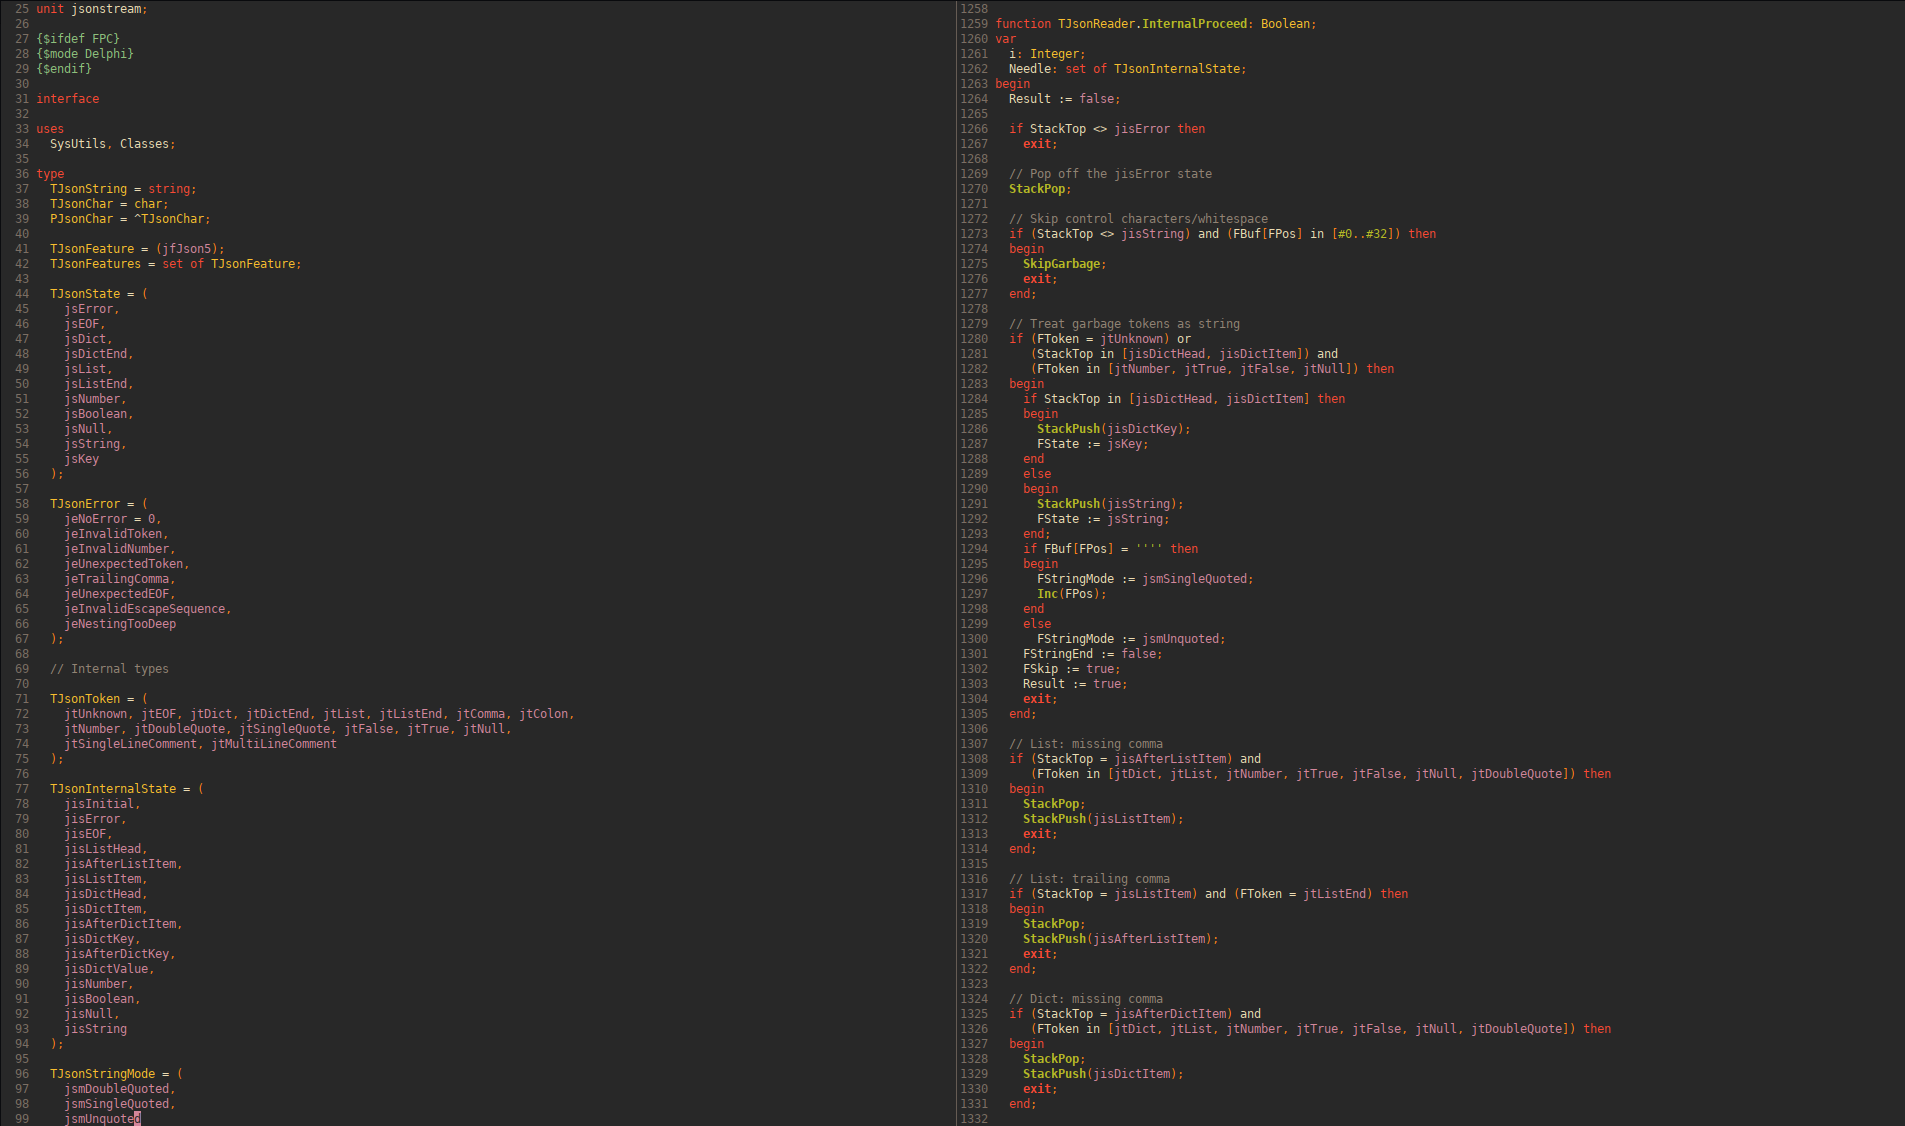 25 unit jsonstream;
26
27 {$ifdef FPC}
28 {$mode Delphi}
29 {$endif}
30
31 interface
32
33 uses
34   SysUtils, Classes;
35
36 type
37   TJsonString = string;
38   TJsonChar = char;
39   PJsonChar = ^TJsonChar;
40
41   TJsonFeature = (jfJson5);
42   TJsonFeatures = set of TJsonFeature;
43
44   TJsonState = (
45     jsError,
46     jsEOF,
47     jsDict,
48     jsDictEnd,
49     jsList,
50     jsListEnd,
51     jsNumber,
52     jsBoolean,
53     jsNull,
54     jsString,
55     jsKey
56   );
57
58   TJsonError = (
59     jeNoError = 0,
60     jeInvalidToken,
61     jeInvalidNumber,
62     jeUnexpectedToken,
63     jeTrailingComma,
64     jeUnexpectedEOF,
65     jeInvalidEscapeSequence,
66     jeNestingTooDeep
67   );
68
69   // Internal types
70
71   TJsonToken = (
72     jtUnknown, jtEOF, jtDict, jtDictEnd, jtList, jtListEnd, jtComma, jtColon,
73     jtNumber, jtDoubleQuote, jtSingleQuote, jtFalse, jtTrue, jtNull,
74     jtSingleLineComment, jtMultiLineComment
75   );
76
77   TJsonInternalState = (
78     jisInitial,
79     jisError,
80     jisEOF,
81     jisListHead,
82     jisAfterListItem,
83     jisListItem,
84     jisDictHead,
85     jisDictItem,
86     jisAfterDictItem,
87     jisDictKey,
88     jisAfterDictKey,
89     jisDictValue,
90     jisNumber,
91     jisBoolean,
92     jisNull,
93     jisString
94   );
95
96   TJsonStringMode = (
97     jsmDoubleQuoted,
98     jsmSingleQuoted,
99     jsmUnquoted
1258
1259 function TJsonReader.InternalProceed: Boolean;
1260 var
1261   i: Integer;
1262   Needle: set of TJsonInternalState;
1263 begin
1264   Result := false;
1265
1266   if StackTop <> jisError then
1267     exit;
1268
1269   // Pop off the jisError state
1270   StackPop;
1271
1272   // Skip control characters/whitespace
1273   if (StackTop <> jisString) and (FBuf[FPos] in [#0..#32]) then
1274   begin
1275     SkipGarbage;
1276     exit;
1277   end;
1278
1279   // Treat garbage tokens as string
1280   if (FToken = jtUnknown) or
1281      (StackTop in [jisDictHead, jisDictItem]) and
1282      (FToken in [jtNumber, jtTrue, jtFalse, jtNull]) then
1283   begin
1284     if StackTop in [jisDictHead, jisDictItem] then
1285     begin
1286       StackPush(jisDictKey);
1287       FState := jsKey;
1288     end
1289     else
1290     begin
1291       StackPush(jisString);
1292       FState := jsString;
1293     end;
1294     if FBuf[FPos] = '''' then
1295     begin
1296       FStringMode := jsmSingleQuoted;
1297       Inc(FPos);
1298     end
1299     else
1300       FStringMode := jsmUnquoted;
1301     FStringEnd := false;
1302     FSkip := true;
1303     Result := true;
1304     exit;
1305   end;
1306
1307   // List: missing comma
1308   if (StackTop = jisAfterListItem) and
1309      (FToken in [jtDict, jtList, jtNumber, jtTrue, jtFalse, jtNull, jtDoubleQuote]) then
1310   begin
1311     StackPop;
1312     StackPush(jisListItem);
1313     exit;
1314   end;
1315
1316   // List: trailing comma
1317   if (StackTop = jisListItem) and (FToken = jtListEnd) then
1318   begin
1319     StackPop;
1320     StackPush(jisAfterListItem);
1321     exit;
1322   end;
1323
1324   // Dict: missing comma
1325   if (StackTop = jisAfterDictItem) and
1326      (FToken in [jtDict, jtList, jtNumber, jtTrue, jtFalse, jtNull, jtDoubleQuote]) then
1327   begin
1328     StackPop;
1329     StackPush(jisDictItem);
1330     exit;
1331   end;
1332